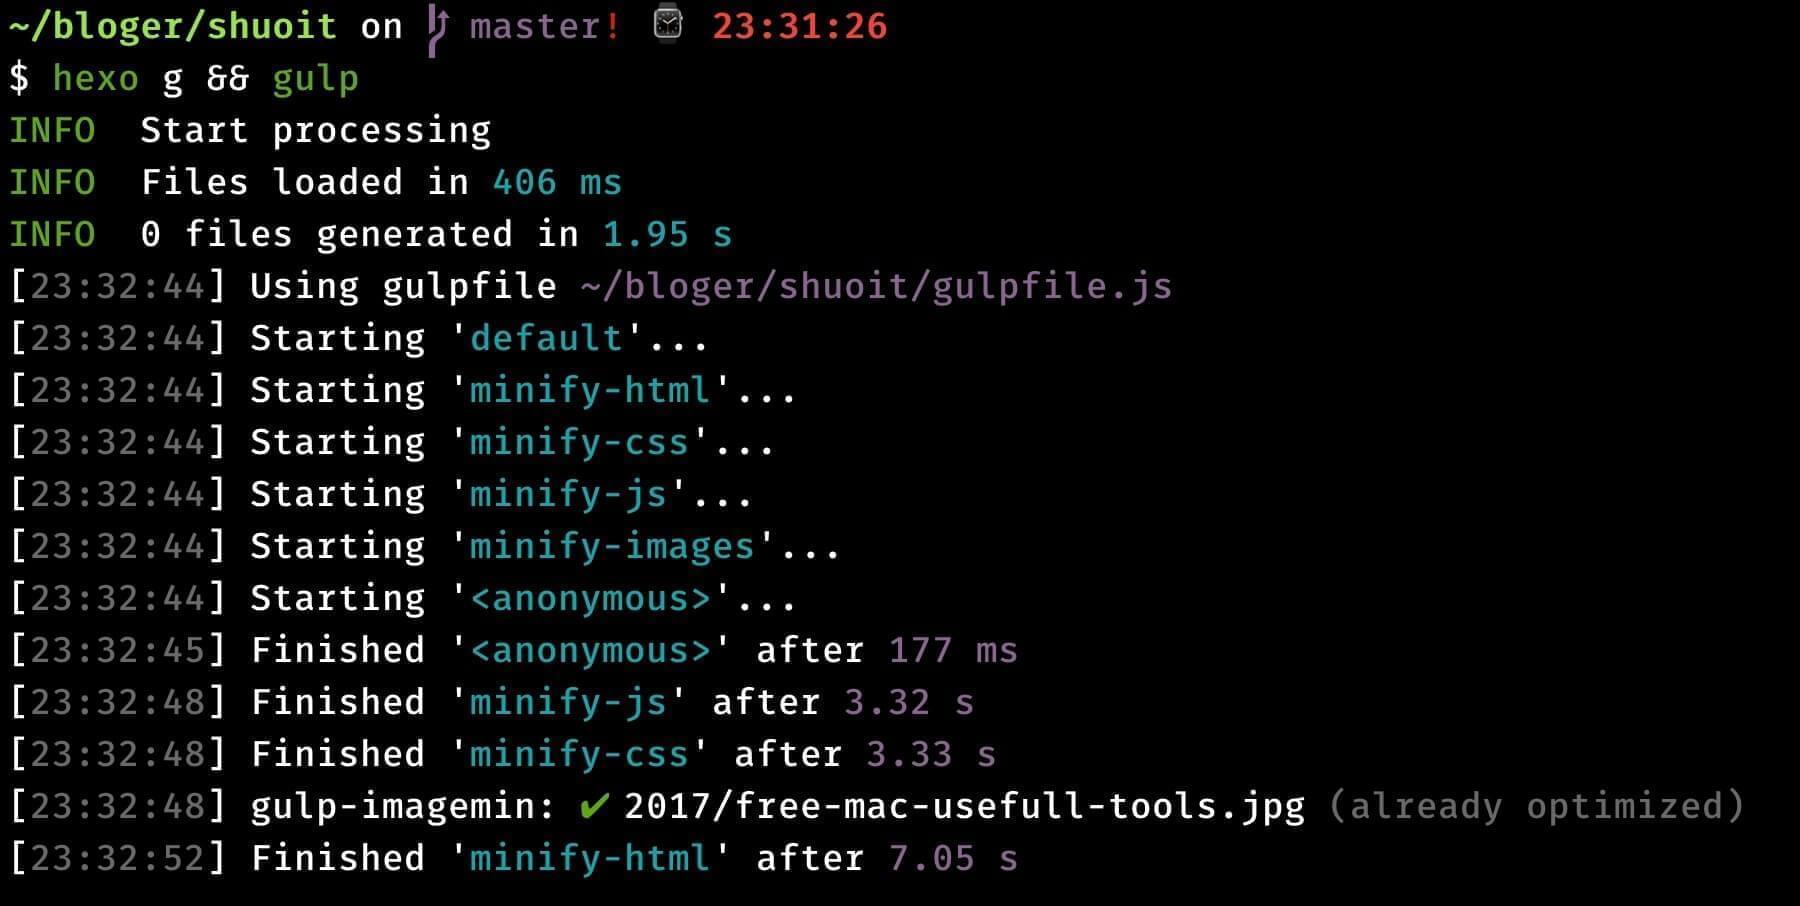 ~/bloger/shuoit on master! ⌚ 23:31:26
$ hexo g && gulp
INFO  Start processing
INFO  Files loaded in 406 ms
INFO  0 files generated in 1.95 s
[23:32:44] Using gulpfile ~/bloger/shuoit/gulpfile.js
[23:32:44] Starting 'default'...
[23:32:44] Starting 'minify-html'...
[23:32:44] Starting 'minify-css'...
[23:32:44] Starting 'minify-js'...
[23:32:44] Starting 'minify-images'...
[23:32:44] Starting '<anonymous>'...
[23:32:45] Finished '<anonymous>' after 177 ms
[23:32:48] Finished 'minify-js' after 3.32 s
[23:32:48] Finished 'minify-css' after 3.33 s
[23:32:48] gulp-imagemin: ✔ 2017/free-mac-usefull-tools.jpg (already optimized)
[23:32:52] Finished 'minify-html' after 7.05 s